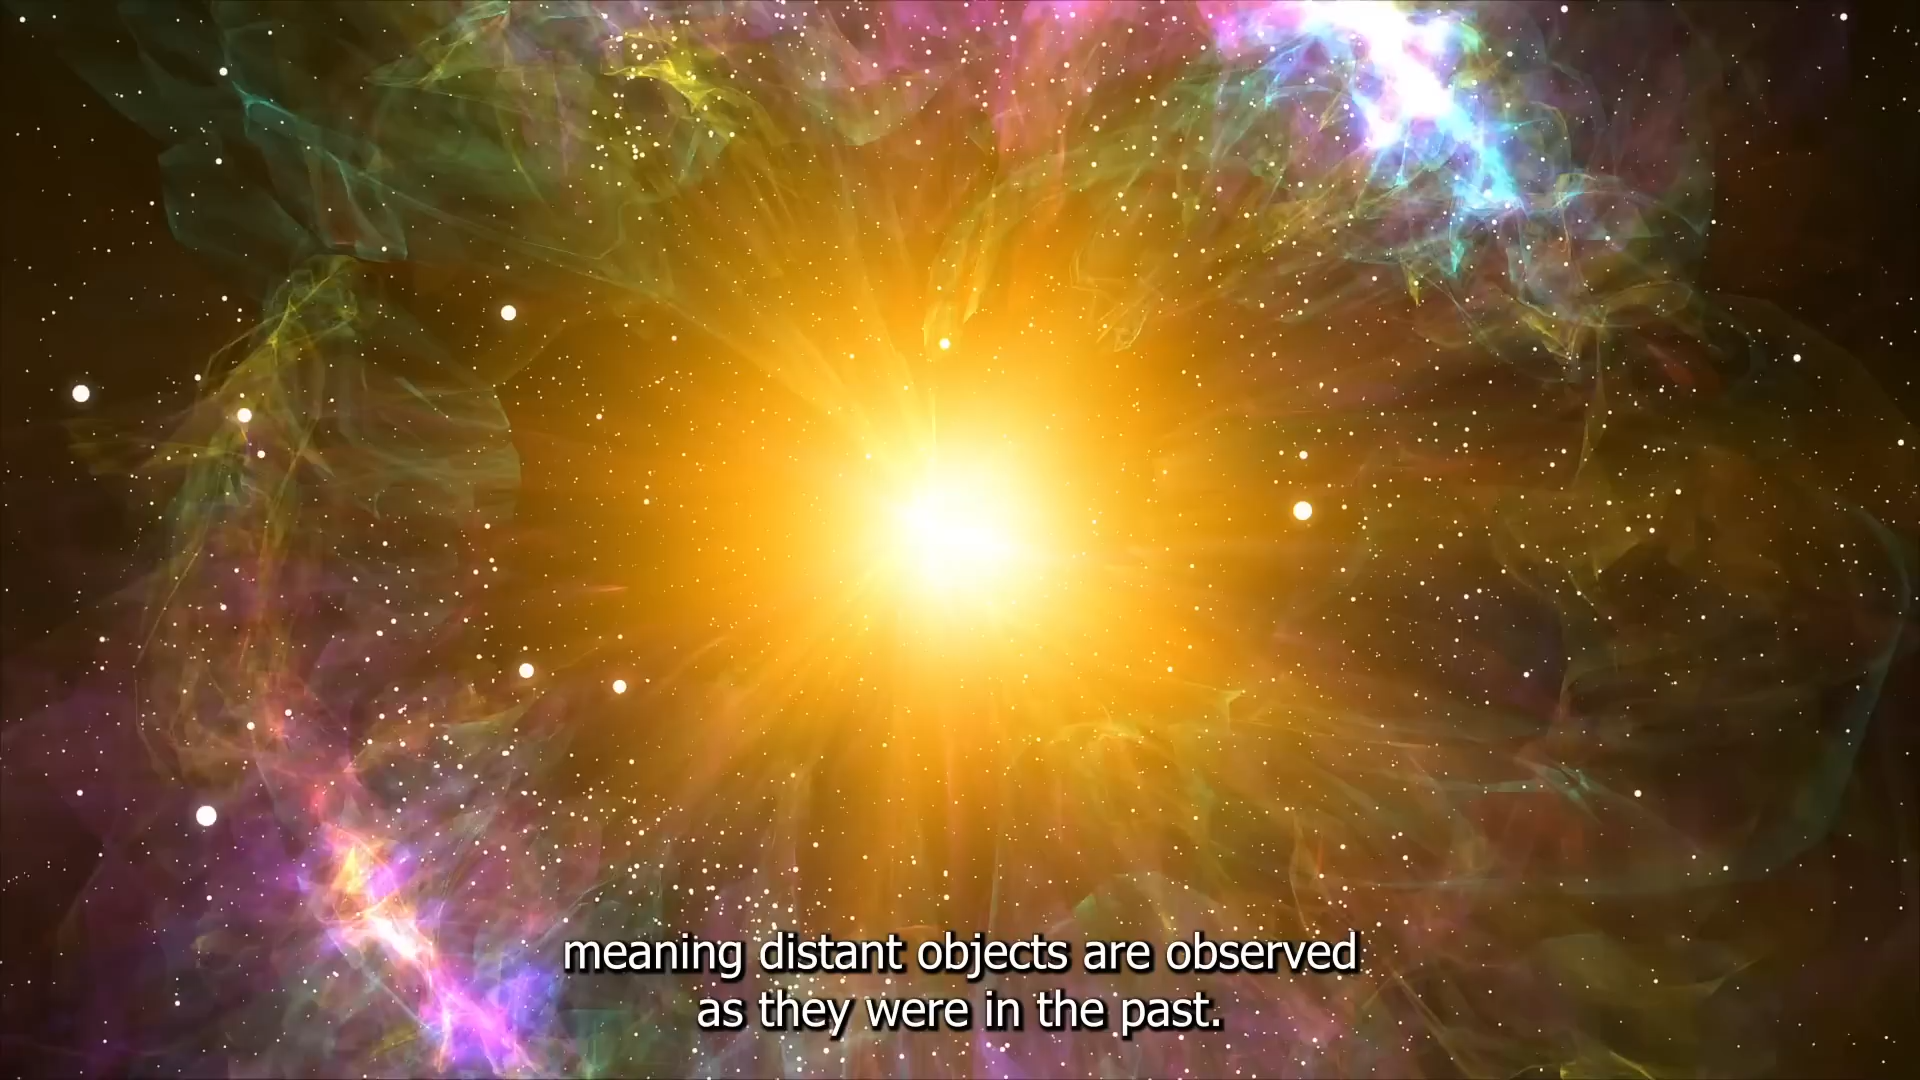 meaning distant objects are observed
as they were in the past.